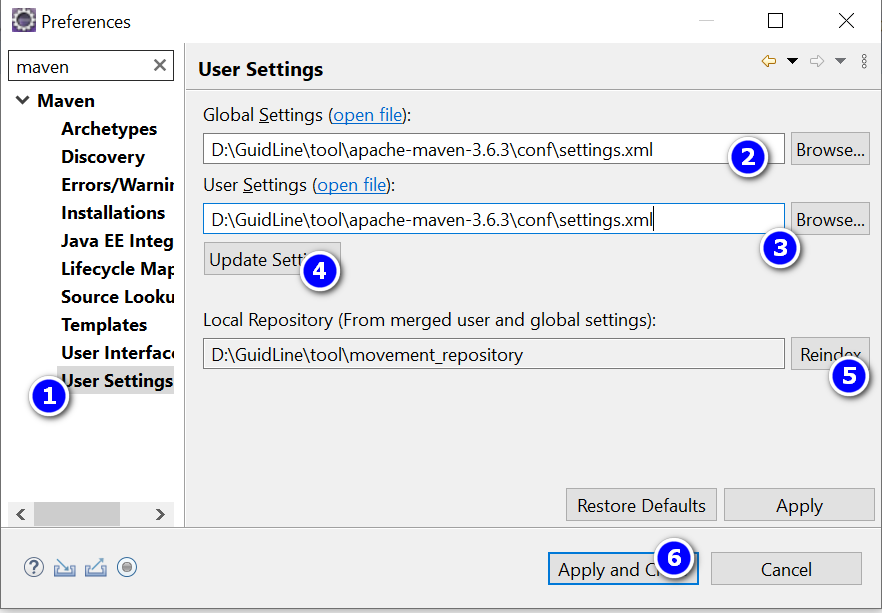 Preferences
maven
User Settings
Maven
Archetypes
Discovery
Errors/Warnin
Installations
Java EE Integ
Lifecycle Map
Source Looku
Templates
User Interface
User Settings
1
Global Settings (open file):
D:\GuidLine\tool\apache-maven-3.6.3\conf\settings.xml
2
Browse...
User Settings (open file):
D:\GuidLine\tool\apache-maven-3.6.3\conf\settings.xml
Browse...
3
Update Setti
4
Local Repository (From merged user and global settings):
D:\GuidLine\tool\movement_repository
Reindex
5
Restore Defaults
Apply
Apply and C
6
Cancel